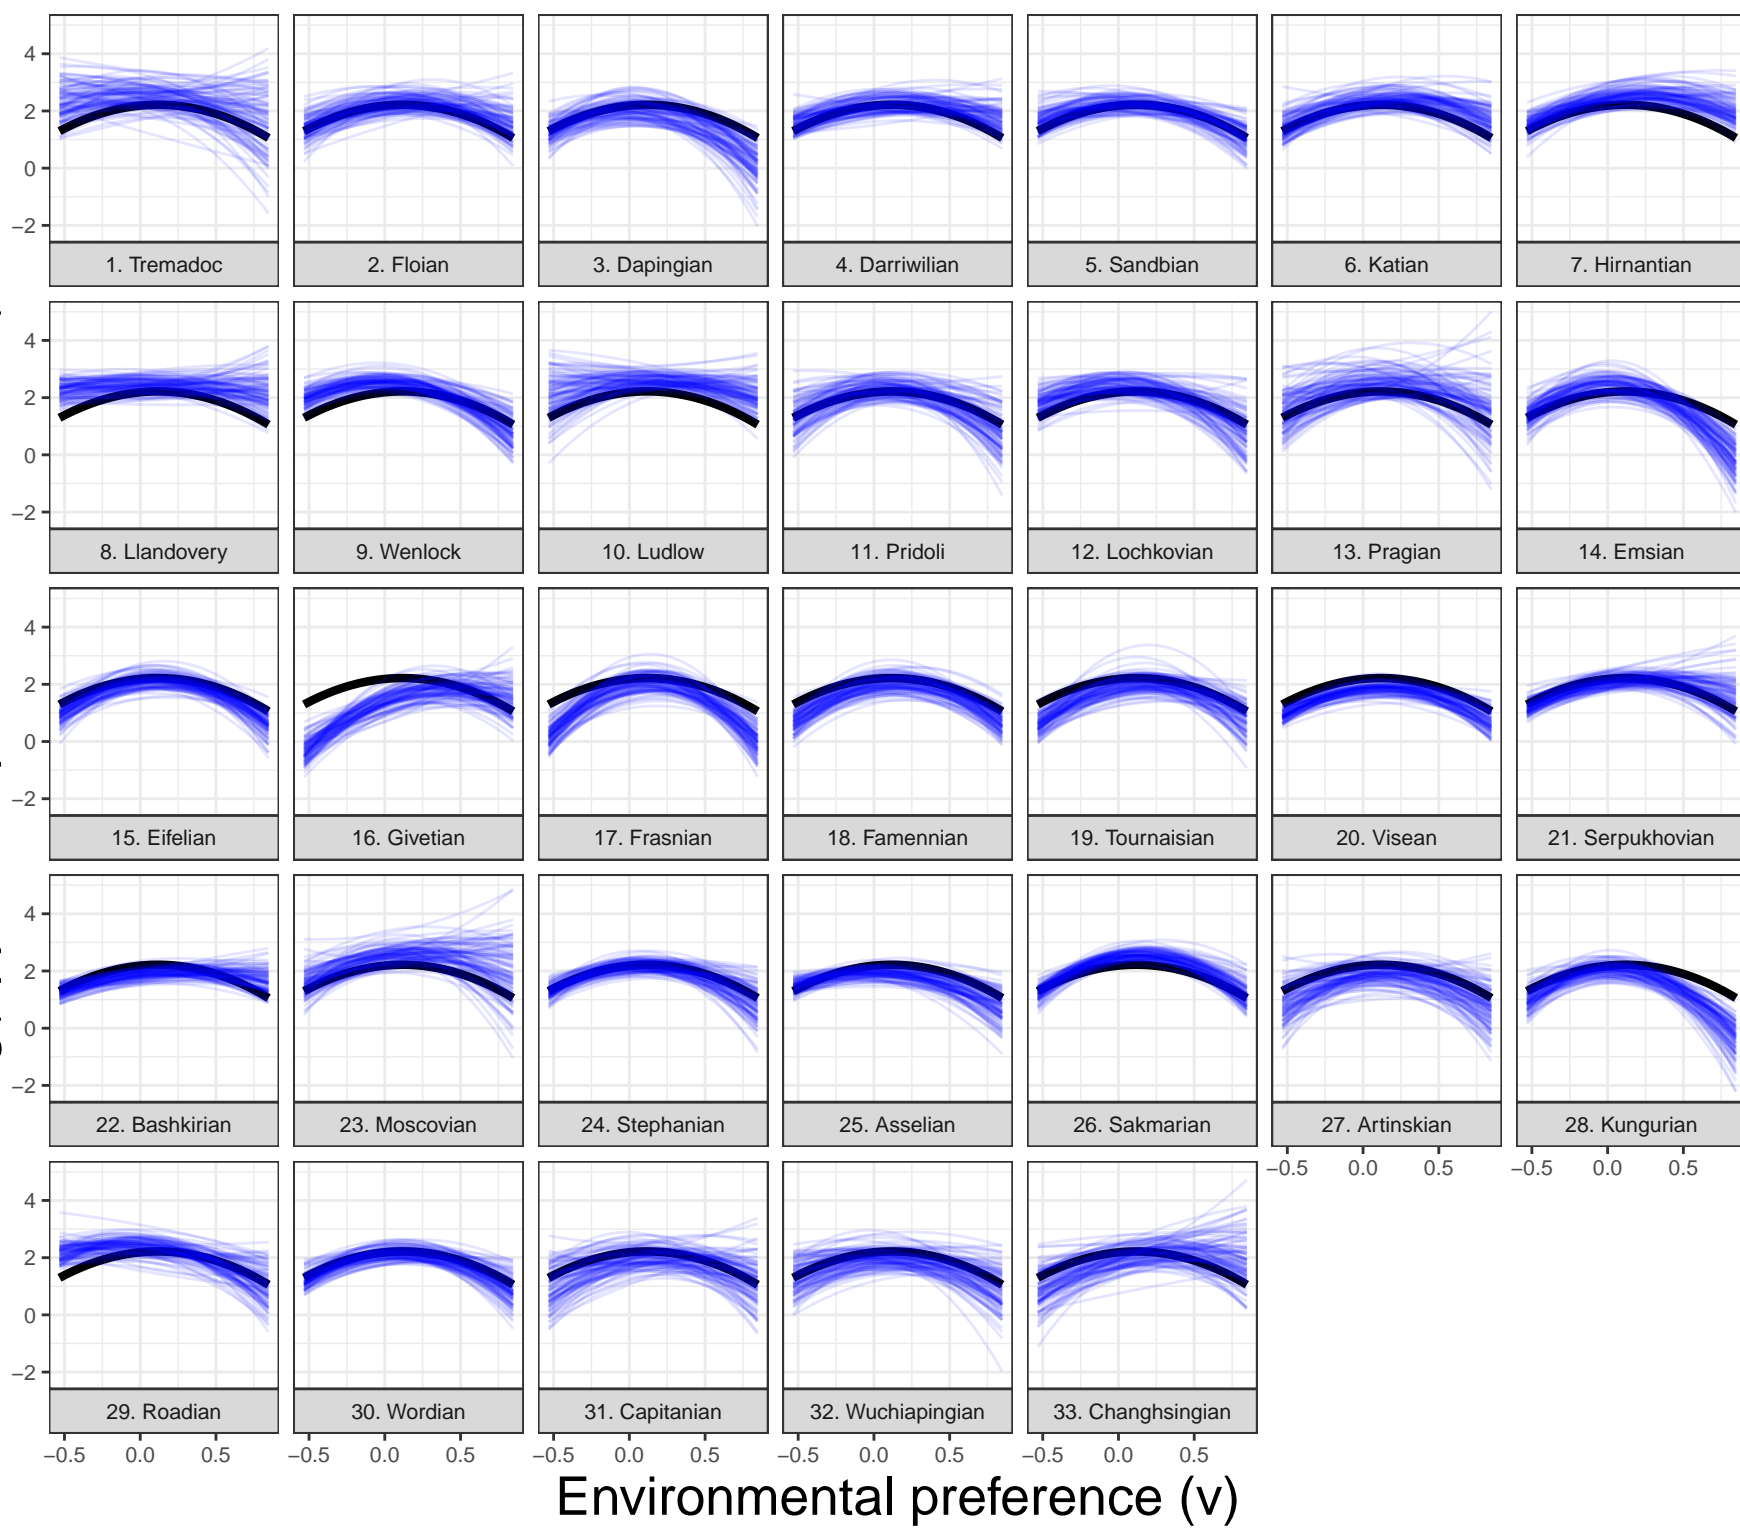 4
2
0
−2
1. Tremadoc
2. Floian
3. Dapingian
4. Darriwilian
5. Sandbian
6. Katian
7. Hirnantian
4
2
0
−2
8. Llandovery
9. Wenlock
10. Ludlow
11. Pridoli
12. Lochkovian
13. Pragian
14. Emsian
4
2
0
−2
15. Eifelian
16. Givetian
17. Frasnian
18. Famennian
19. Tournaisian
20. Visean
21. Serpukhovian
4
2
0
−2
22. Bashkirian
23. Moscovian
24. Stephanian
25. Asselian
26. Sakmarian
27. Artinskian
28. Kungurian
−0.5 0.0 0.5 −0.5 0.0 0.5
4
2
0
−2
29. Roadian
30. Wordian
31. Capitanian
32. Wuchiapingian
33. Changhsingian
−0.5 0.0 0.5 −0.5 0.0 0.5 −0.5 0.0 0.5 −0.5 0.0 0.5 −0.5 0.0 0.5
Environmental preference (v)